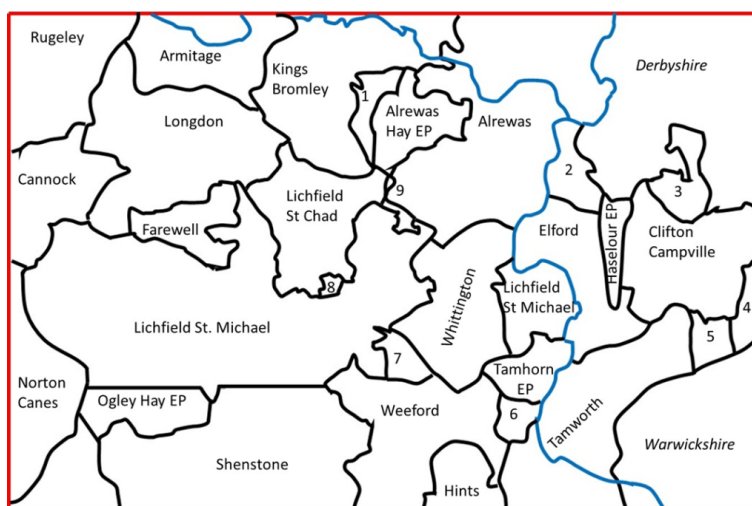 Rugeley
Armitage
Kings
Bromley
Derbyshire
1
Alrewas
Hay EP
Alrewas
Longdon
2
3
Cannock
Lichfield
St Chad
9
Farewell
Elford
Haselour EP
Clifton
Campville
Lichfield
St Michael
8
Whittington
4
Lichfield St. Michael
5
7
Tamhorn
EP
Norton
Canes
Ogley Hay EP
Weeford
6
Tamworth
Warwickshire
Shenstone
Hints